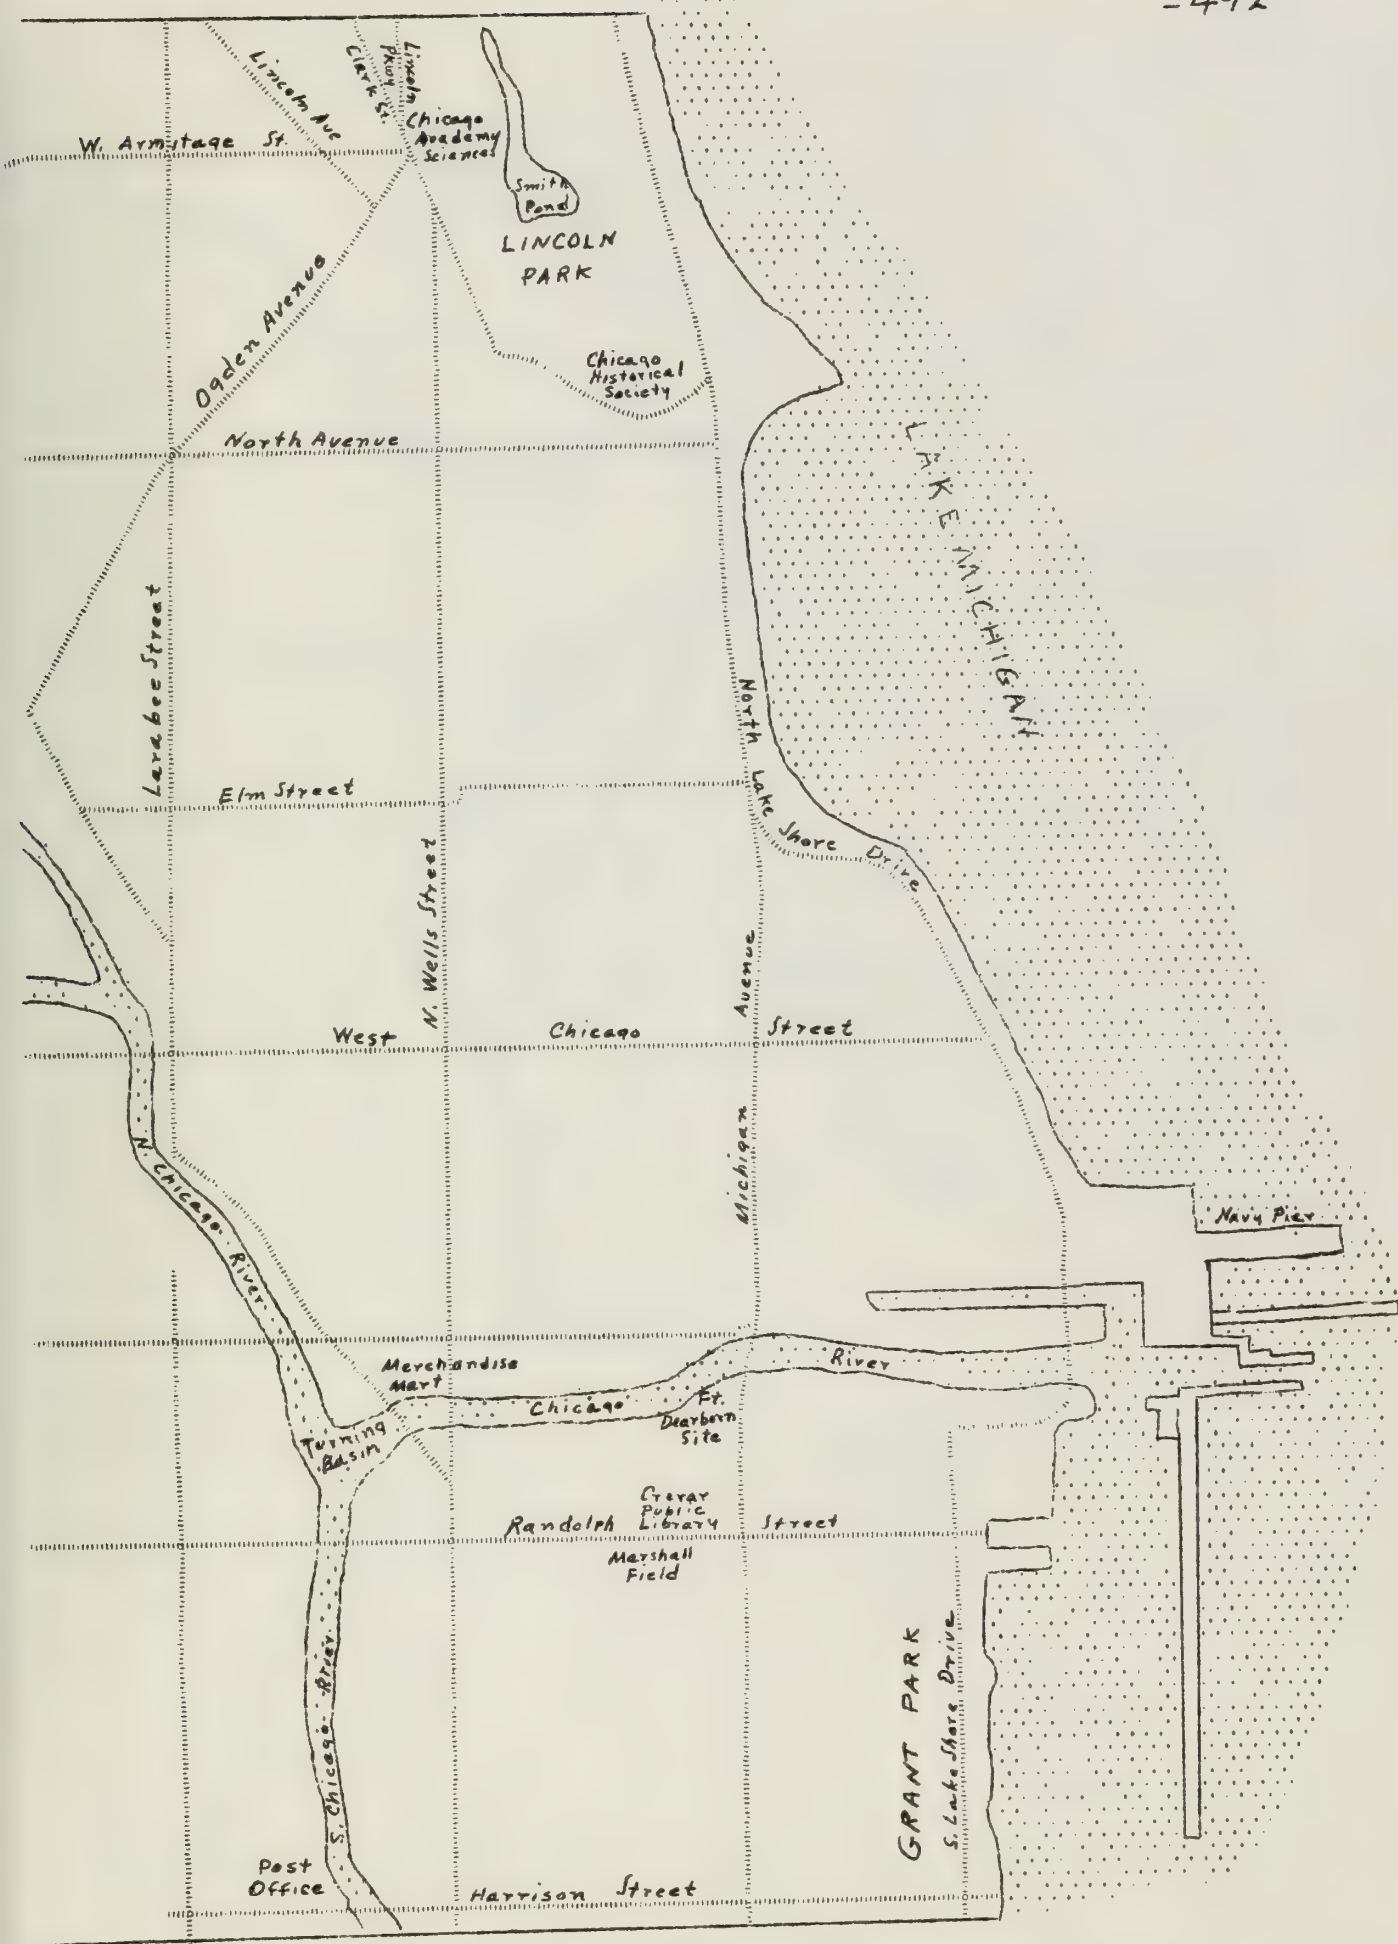 Lincoln Ave
Clark St.
Lincoln
Pkwy
W. Armitage St.
Chicago
Academy
Sciences
Smith
Pond
LINCOLN
PARK
Ogden Avenue
Chicago
Historical
Society
North Avenue
LAKE MICHIGAN
Larabee Street
North Lake Shore Drive
Elm Street
N. Wells Street
Michigan Avenue
West Chicago Street
N. Chicago River
Navy Pier
Merchandise
Mart
Chicago River
Ft.
Dearborn
Site
Turning
Basin
Crerar
Public
Library
Randolph Street
Marshall
Field
S. Chicago River
GRANT PARK
S. Lake Shore Drive
Post
Office
Harrison Street